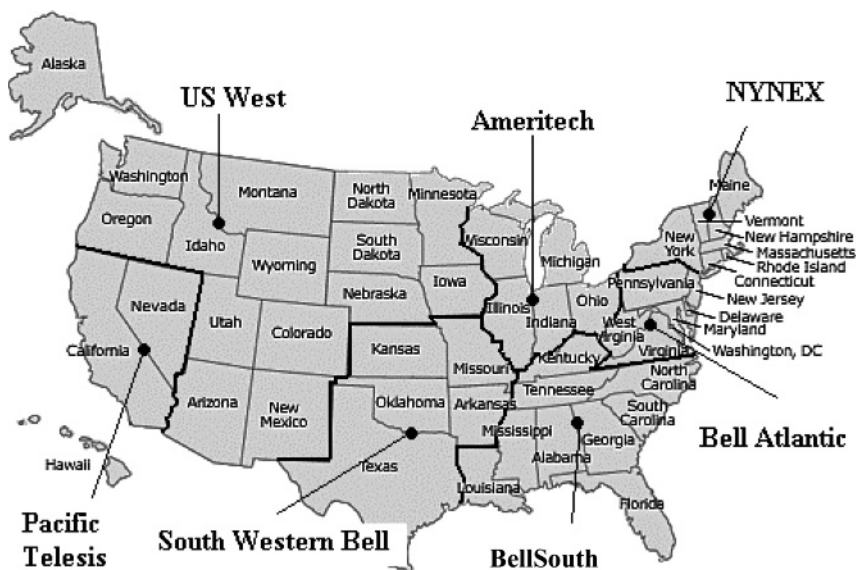 Alaska
US West
NYNEX
Ameritech
Washington
Montana
North
Dakota
Minnesota
Maine
Oregon
Idaho
Vermont
New Hampshire
Massachusetts
Rhode Island
Connecticut
New
York
Wisconsin
South
Dakota
Michigan
Wyoming
Iowa
Pennsylvania
New Jersey
Delaware
Maryland
Washington, DC
Nebraska
Nevada
Illinois
Indiana
Ohio
West
Virginia
Virginia
Utah
Colorado
California
Kansas
Missouri
Kentucky
North
Carolina
Tennessee
Arizona
New
Mexico
Oklahoma
Arkansas
South
Carolina
Mississippi
Alabama
Georgia
Bell Atlantic
Hawaii
Texas
Louisiana
Florida
Pacific
Telesis
South Western Bell
BellSouth